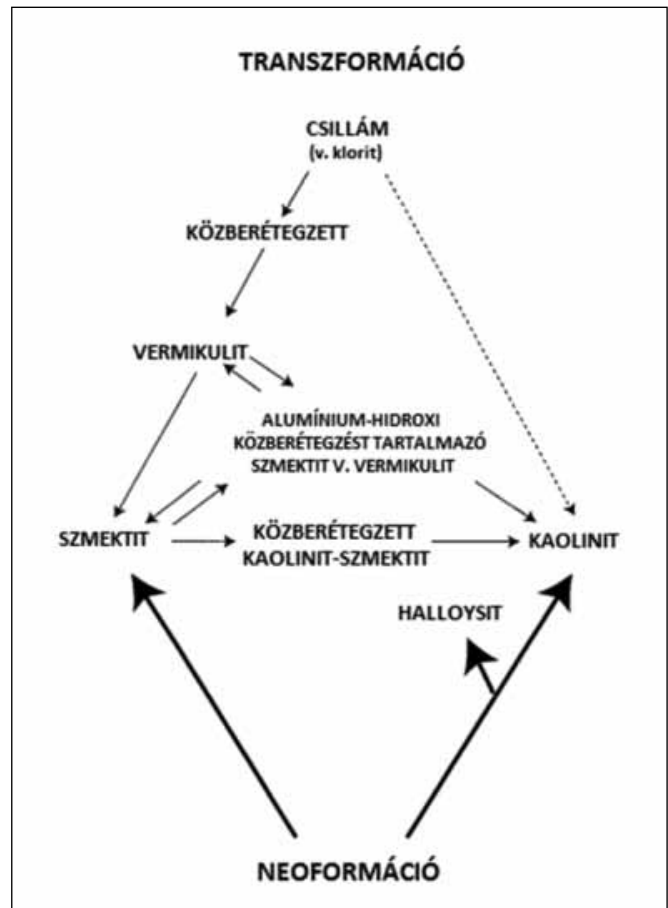 TRANSZFORMÁCIÓ
CSILLÁM
(v. klorit)
KÖZBERÉTEGZETT
VERMIKULIT
ALUMÍNIUM-HIDROXI
KÖZBERÉTEGZÉST TARTALMAZÓ
SZMEKTIT V. VERMIKULIT
SZMEKTIT
KÖZBERÉTEGZETT
KAOLINIT-SZMEKTIT
KAOLINIT
HALLOYSIT
NEOFORMÁCIÓ